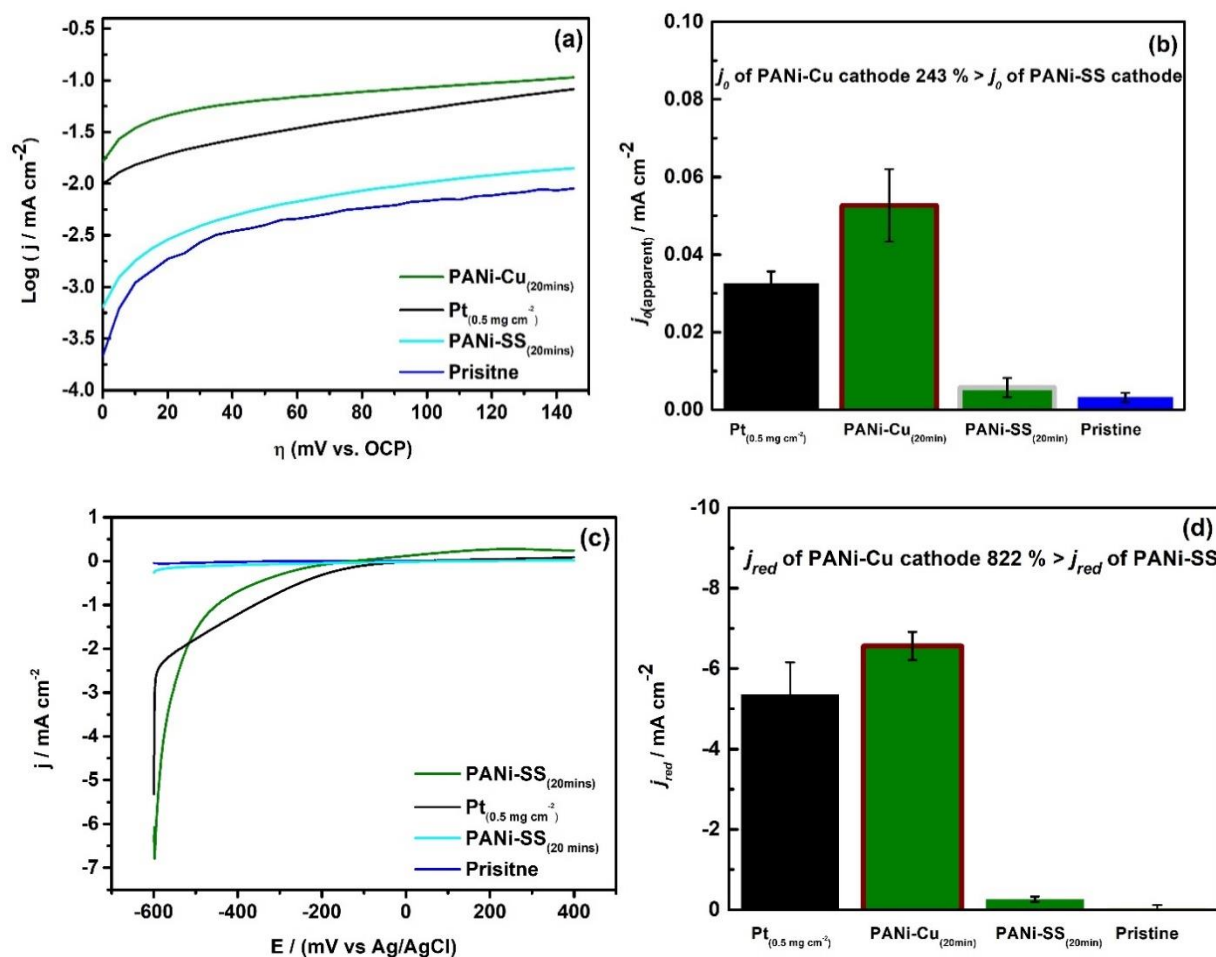 (a)
-0.5
-1.0
-1.5
-2.0
-2.5
-3.0
-3.5
-4.0
Log ( j / mA cm-2)
PANi-Cu(20mins)
Pt(0.5 mg cm-2)
PANi-SS(20mins)
Prisitne
0 20 40 60 80 100 120 140
η (mV vs. OCP)
(b)
j0 of PANi-Cu cathode 243 % > j0 of PANi-SS cathode
0.10
0.08
0.06
0.04
0.02
0.00
j0(apparent) / mA cm-2
Pt(0.5 mg cm-2) PANi-Cu(20min) PANi-SS(20min) Pristine
(c)
1
0
-1
-2
-3
-4
-5
-6
-7
j / mA cm-2
PANi-SS(20mins)
Pt(0.5 mg cm-2)
PANi-SS(20 mins)
Prisitne
-600 -400 -200 0 200 400
E / (mV vs Ag/AgCl)
(d)
jred of PANi-Cu cathode 822 % > jred of PANi-SS
-10
-8
-6
-4
-2
0
jred / mA cm-2
Pt(0.5 mg cm-2) PANi-Cu(20min) PANi-SS(20min) Pristine